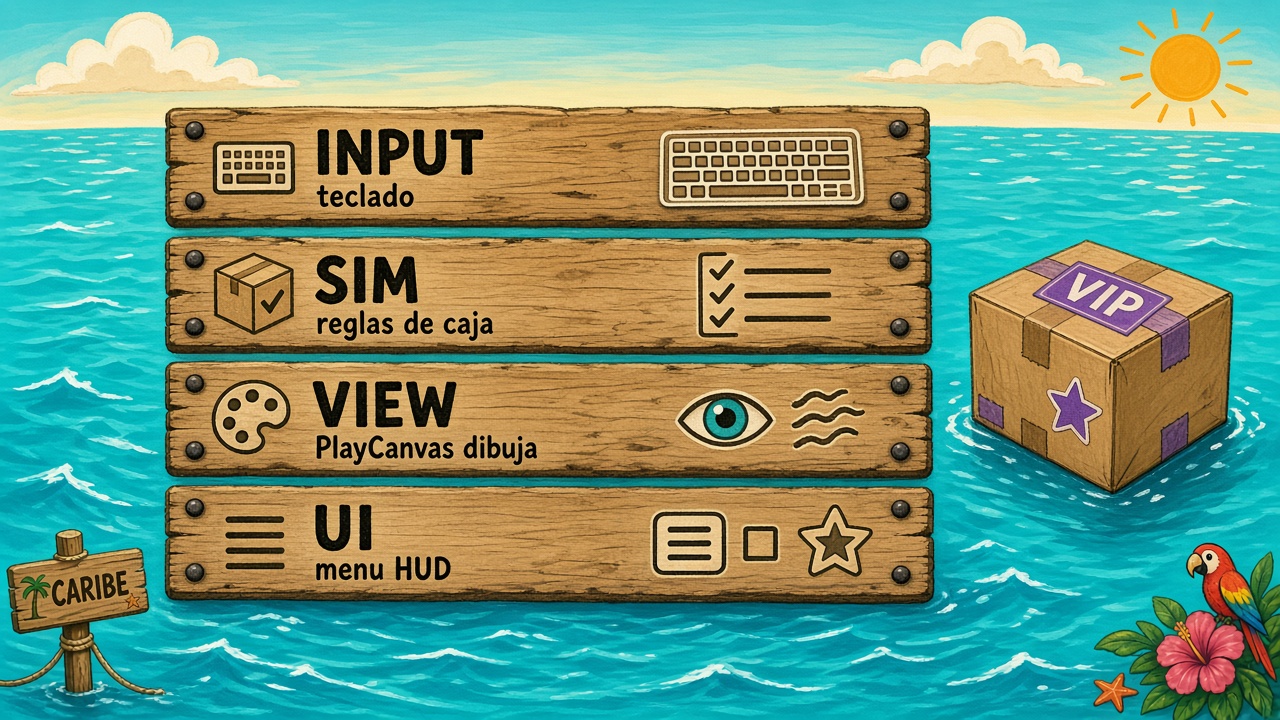 INPUT
teclado
SIM
reglas de caja
VIEW
PlayCanvas dibuja
UI
menu HUD
VIP
CARIBE